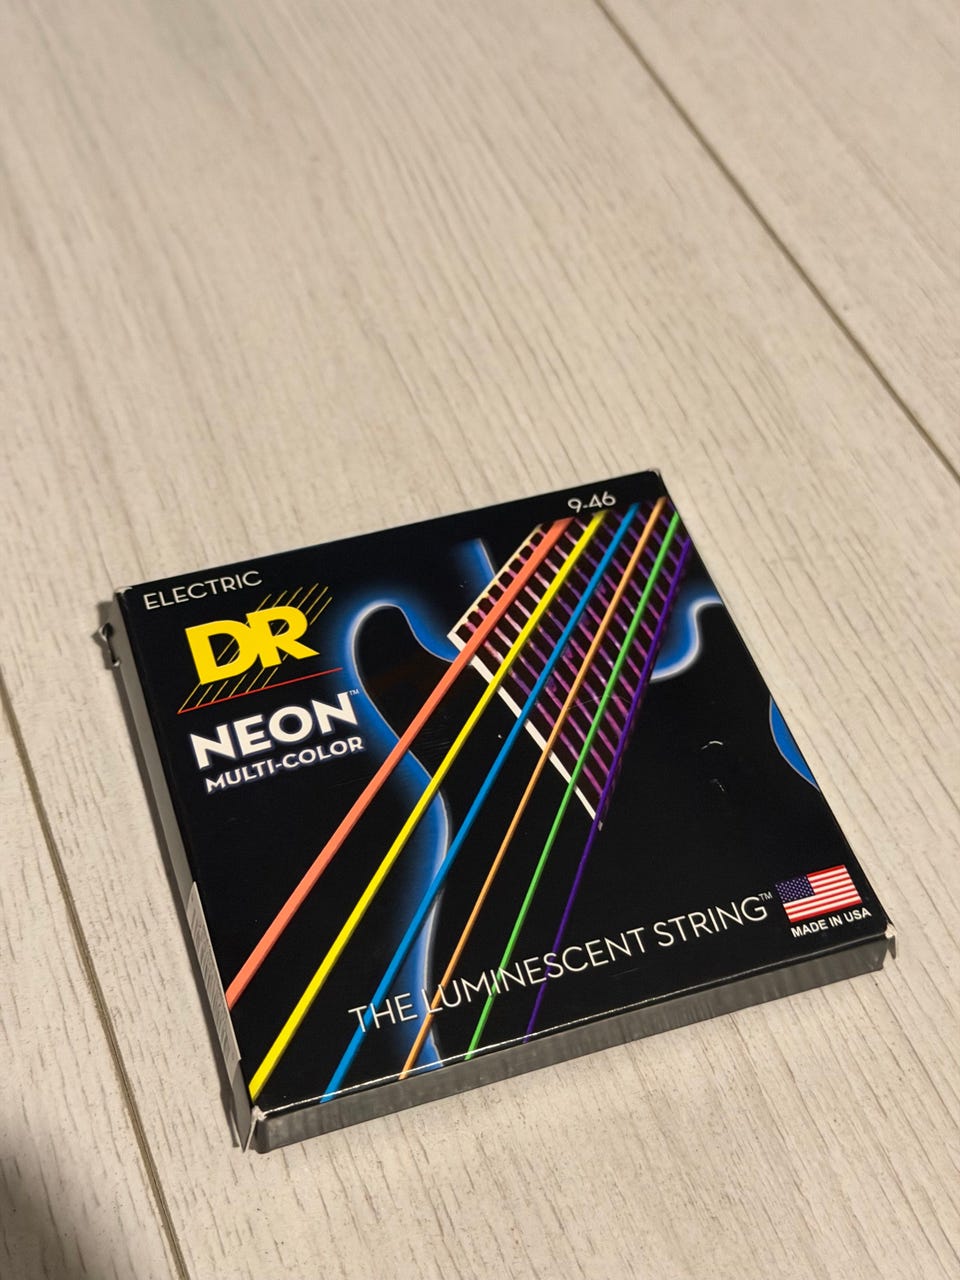 9-46
ELECTRIC
DR
NEON™
MULTI-COLOR
THE LUMINESCENT STRING™
MADE IN USA